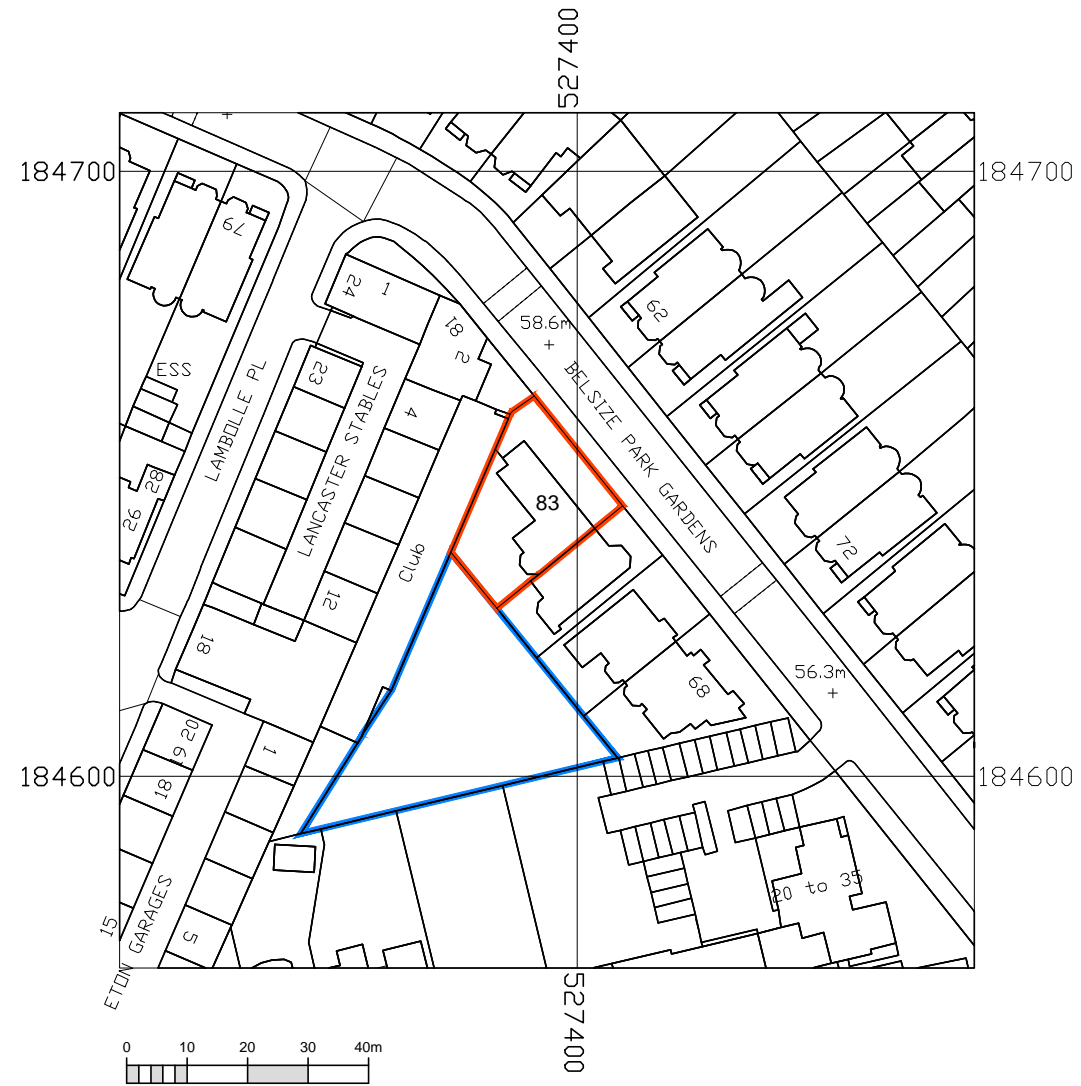 527400
184700
184700
79
24
1
62
81
2
58.6m
ESS
23
LAMBOLLE PL
LANCASTER STABLES
4
BELSIZE PARK GARDENS
28
26
83
72
Club
12
18
68
56.3m
20
19
1
18
184600
184600
20 to 35
15
5
ETON GARAGES
527400
0 10 20 30 40m